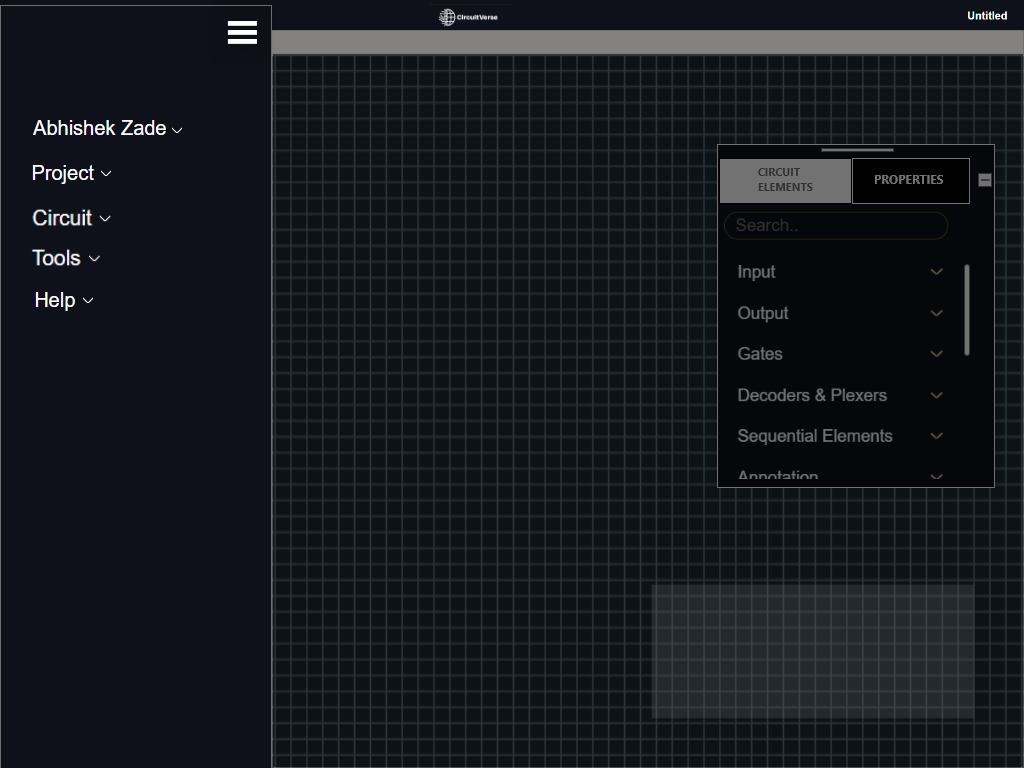 CircuitVerse
Untitled
Abhishek Zade
Project
Circuit
Tools
Help
CIRCUIT
ELEMENTS
PROPERTIES
Search..
Input
Output
Gates
Decoders & Plexers
Sequential Elements
Annotation